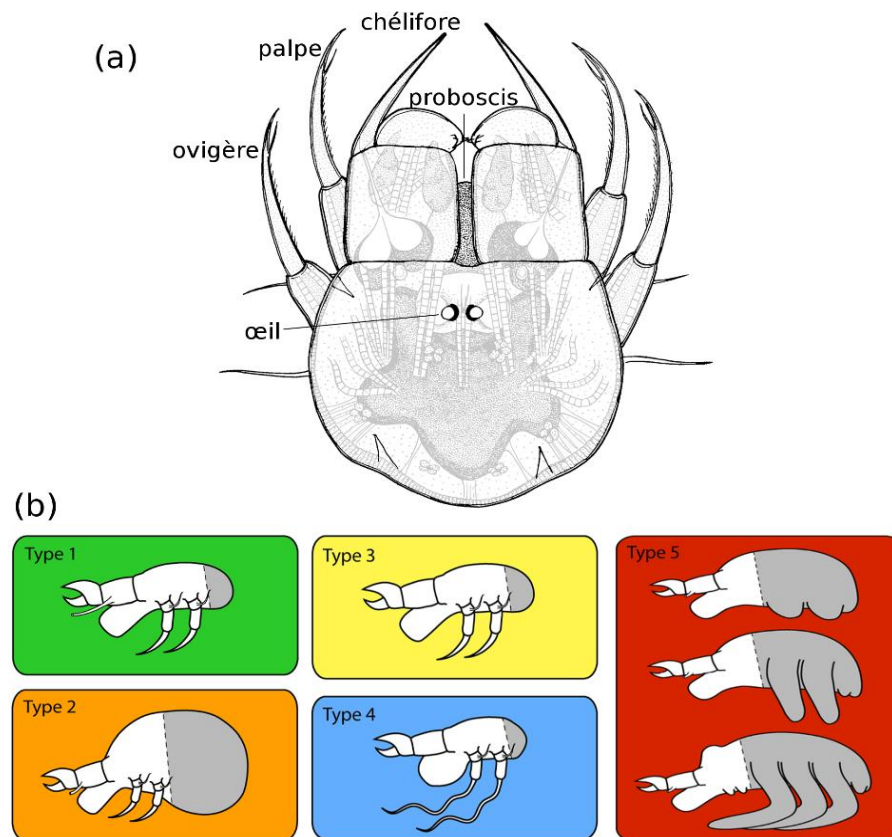 (a)
chélifore
palpe
proboscis
ovigère
œil
(b)
Type 1
Type 3
Type 5
Type 2
Type 4